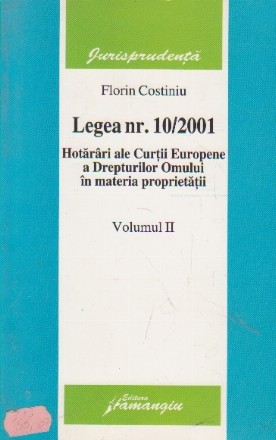 Jurisprudență
Florin Costiniu
Legea nr. 10/2001
Hotărâri ale Curții Europene
a Drepturilor Omului
în materia proprietății
Volumul II
Editura
Hamangiu